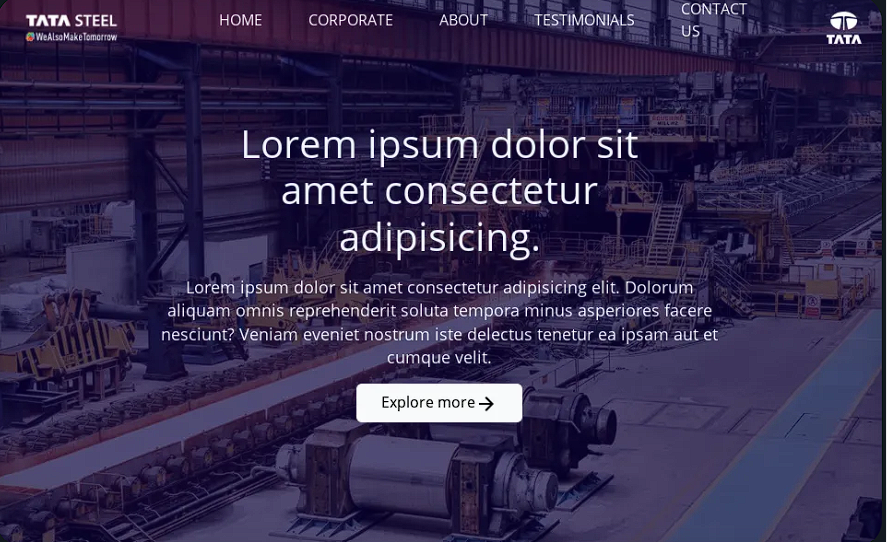 TATA STEEL
#WeAlsoMakeTomorrow
HOME
CORPORATE
ABOUT
TESTIMONIALS
CONTACT
US
TATA
Lorem ipsum dolor sit
amet consectetur
adipisicing.
Lorem ipsum dolor sit amet consectetur adipisicing elit. Dolorum
aliquam omnis reprehenderit soluta tempora minus asperiores facere
nesciunt? Veniam eveniet nostrum iste delectus tenetur ea ipsam aut et
cumque velit.
Explore more